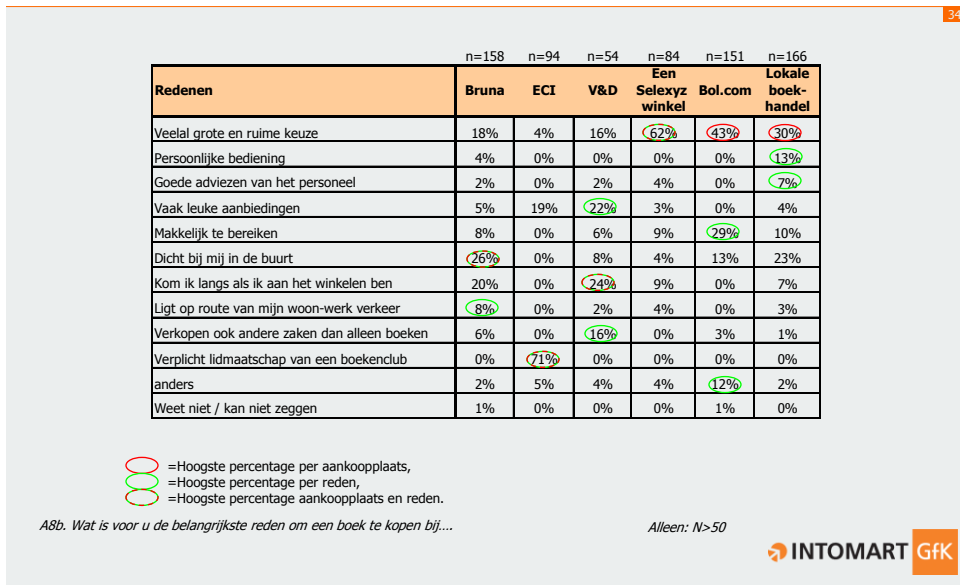 34
n=158 n=94 n=54 n=84 n=151 n=166
Redenen Bruna ECI V&D Een Selexyz winkel Bol.com Lokale boek-handel
Veelal grote en ruime keuze 18% 4% 16% 62% 43% 30%
Persoonlijke bediening 4% 0% 0% 0% 0% 13%
Goede adviezen van het personeel 2% 0% 2% 4% 0% 7%
Vaak leuke aanbiedingen 5% 19% 22% 3% 0% 4%
Makkelijk te bereiken 8% 0% 6% 9% 29% 10%
Dicht bij mij in de buurt 26% 0% 8% 4% 13% 23%
Kom ik langs als ik aan het winkelen ben 20% 0% 24% 9% 0% 7%
Ligt op route van mijn woon-werk verkeer 8% 0% 2% 4% 0% 3%
Verkopen ook andere zaken dan alleen boeken 6% 0% 16% 0% 3% 1%
Verplicht lidmaatschap van een boekenclub 0% 71% 0% 0% 0% 0%
anders 2% 5% 4% 4% 12% 2%
Weet niet / kan niet zeggen 1% 0% 0% 0% 1% 0%
=Hoogste percentage per aankoopplaats,
=Hoogste percentage per reden,
=Hoogste percentage aankoopplaats en reden.
A8b. Wat is voor u de belangrijkste reden om een boek te kopen bij.... Alleen: N>50
INTOMART GfK